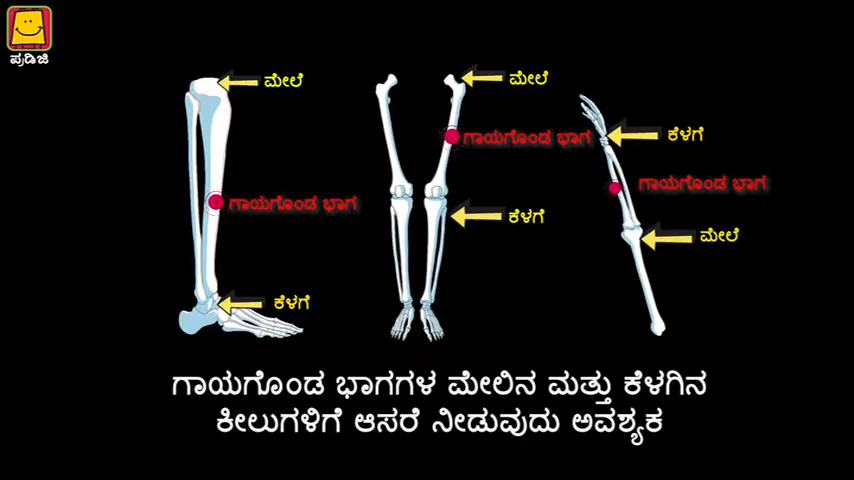 ಪ್ರಡಿಜಿ
ಮೇಲೆ
ಗಾಯಗೊಂಡ ಭಾಗ
ಕೆಳಗೆ
ಮೇಲೆ
ಗಾಯಗೊಂಡ ಭಾಗ
ಕೆಳಗೆ
ಕೆಳಗೆ
ಗಾಯಗೊಂಡ ಭಾಗ
ಮೇಲೆ
ಗಾಯಗೊಂಡ ಭಾಗಗಳ ಮೇಲಿನ ಮತ್ತು ಕೆಳಗಿನ
ಕೀಲುಗಳಿಗೆ ಆಸರೆ ನೀಡುವುದು ಅವಶ್ಯಕ